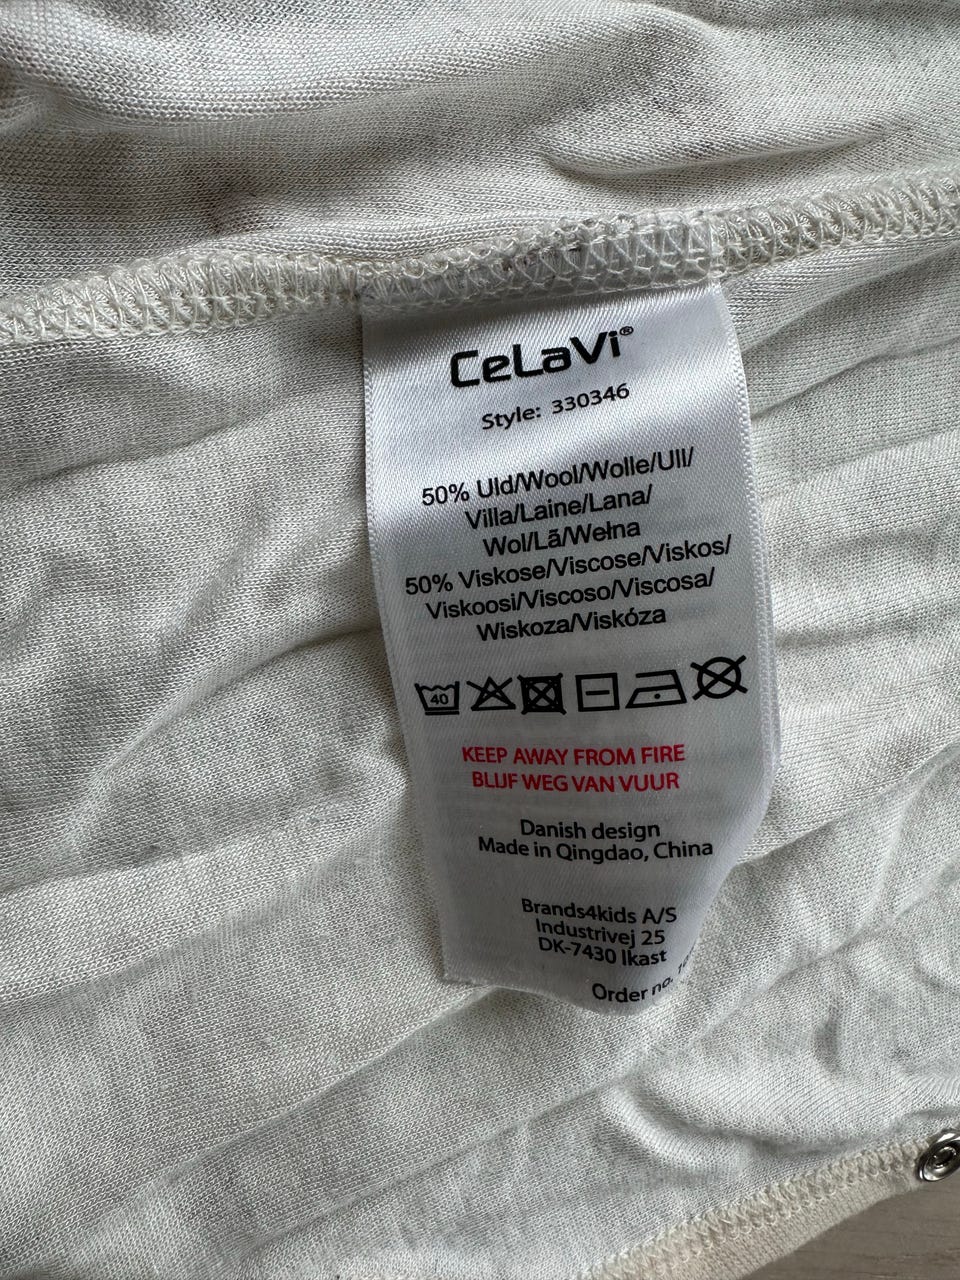 CeLaVi®
Style: 330346
50% Uld/Wool/Wolle/Ull/
Villa/Laine/Lana/
Wol/Lã/Wełna
50% Viskose/Viscose/Viskos/
Viskoosi/Viscoso/Viscosa/
Wiskoza/Viskóza
40
KEEP AWAY FROM FIRE
BLIJF WEG VAN VUUR
Danish design
Made in Qingdao, China
Brands4kids A/S
Industrivej 25
DK-7430 Ikast
Order no.